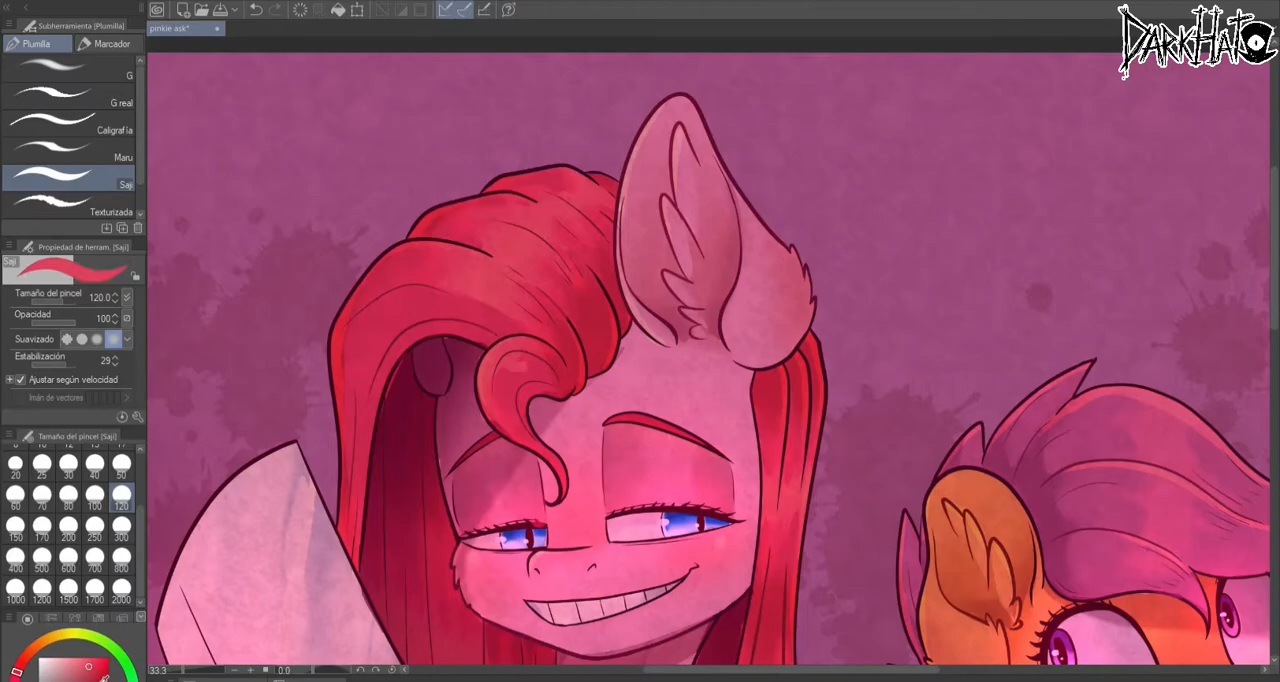 Subherramienta [Plumilla]
Plumilla
Marcador
G
G real
Caligrafía
Maru
Saji
Texturizada
Propiedad de herram. [Saji]
Saji
Tamaño del pincel 120.0
Opacidad 100
Suavizado
Estabilización 29
Ajustar según velocidad
Imán de vectores
Tamaño del pincel [Saji]
20 25 30 40 50
60 70 80 100 120
150 170 200 250 300
400 500 600 700 800
1000 1200 1500 1700 2000
pinkie ask*
DARKHATO
33.3
0.0